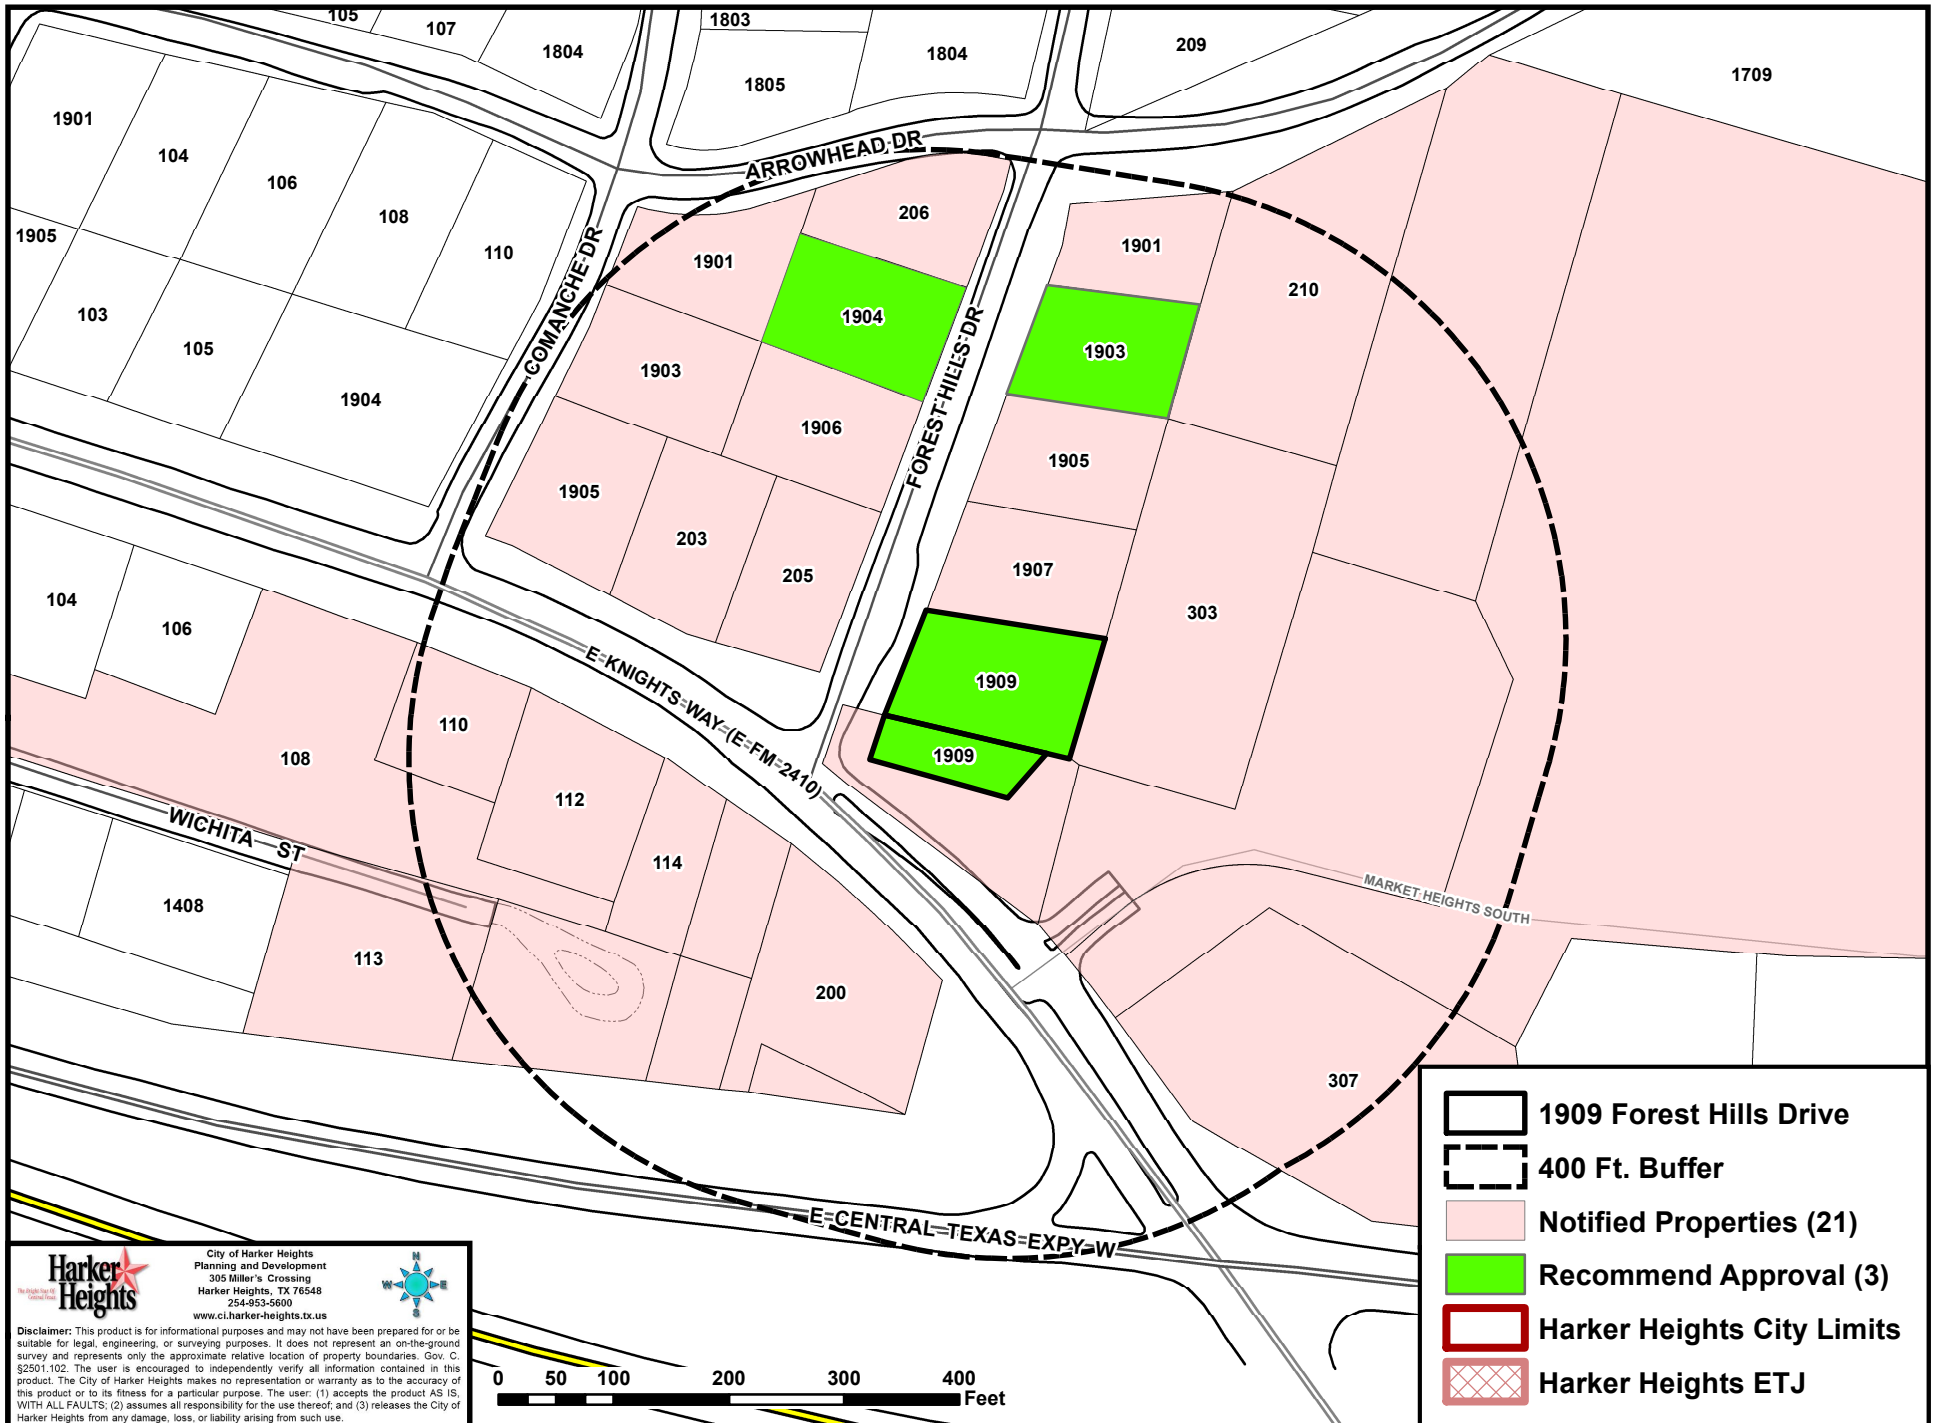 105
107
1804
1803
1805
1804
209
1709
1901
104
106
108
110
1905
103
105
1904
ARROWHEAD DR
COMANCHE DR
FOREST HILLS DR
206
1901
1904
1903
1906
1905
203
205
1901
210
1903
1905
1907
303
1909
1909
E KNIGHTS WAY (E FM 2410)
104
106
108
110
112
114
WICHITA ST
1408
113
200
MARKET HEIGHTS SOUTH
307
E CENTRAL TEXAS EXPY W
1909 Forest Hills Drive
400 Ft. Buffer
Notified Properties (21)
Recommend Approval (3)
Harker Heights City Limits
Harker Heights ETJ
Harker
Heights
The Bright Star Of
Central Texas
City of Harker Heights
Planning and Development
305 Miller's Crossing
Harker Heights, TX 76548
254-953-5600
www.ci.harker-heights.tx.us
N
W E
S
Disclaimer: This product is for informational purposes and may not have been prepared for or be
suitable for legal, engineering, or surveying purposes. It does not represent an on-the-ground
survey and represents only the approximate relative location of property boundaries. Gov. C.
§2501.102. The user is encouraged to independently verify all information contained in this
product. The City of Harker Heights makes no representation or warranty as to the accuracy of
this product or to its fitness for a particular purpose. The user: (1) accepts the product AS IS,
WITH ALL FAULTS; (2) assumes all responsibility for the use thereof; and (3) releases the City of
Harker Heights from any damage, loss, or liability arising from such use.
0 50 100 200 300 400
Feet